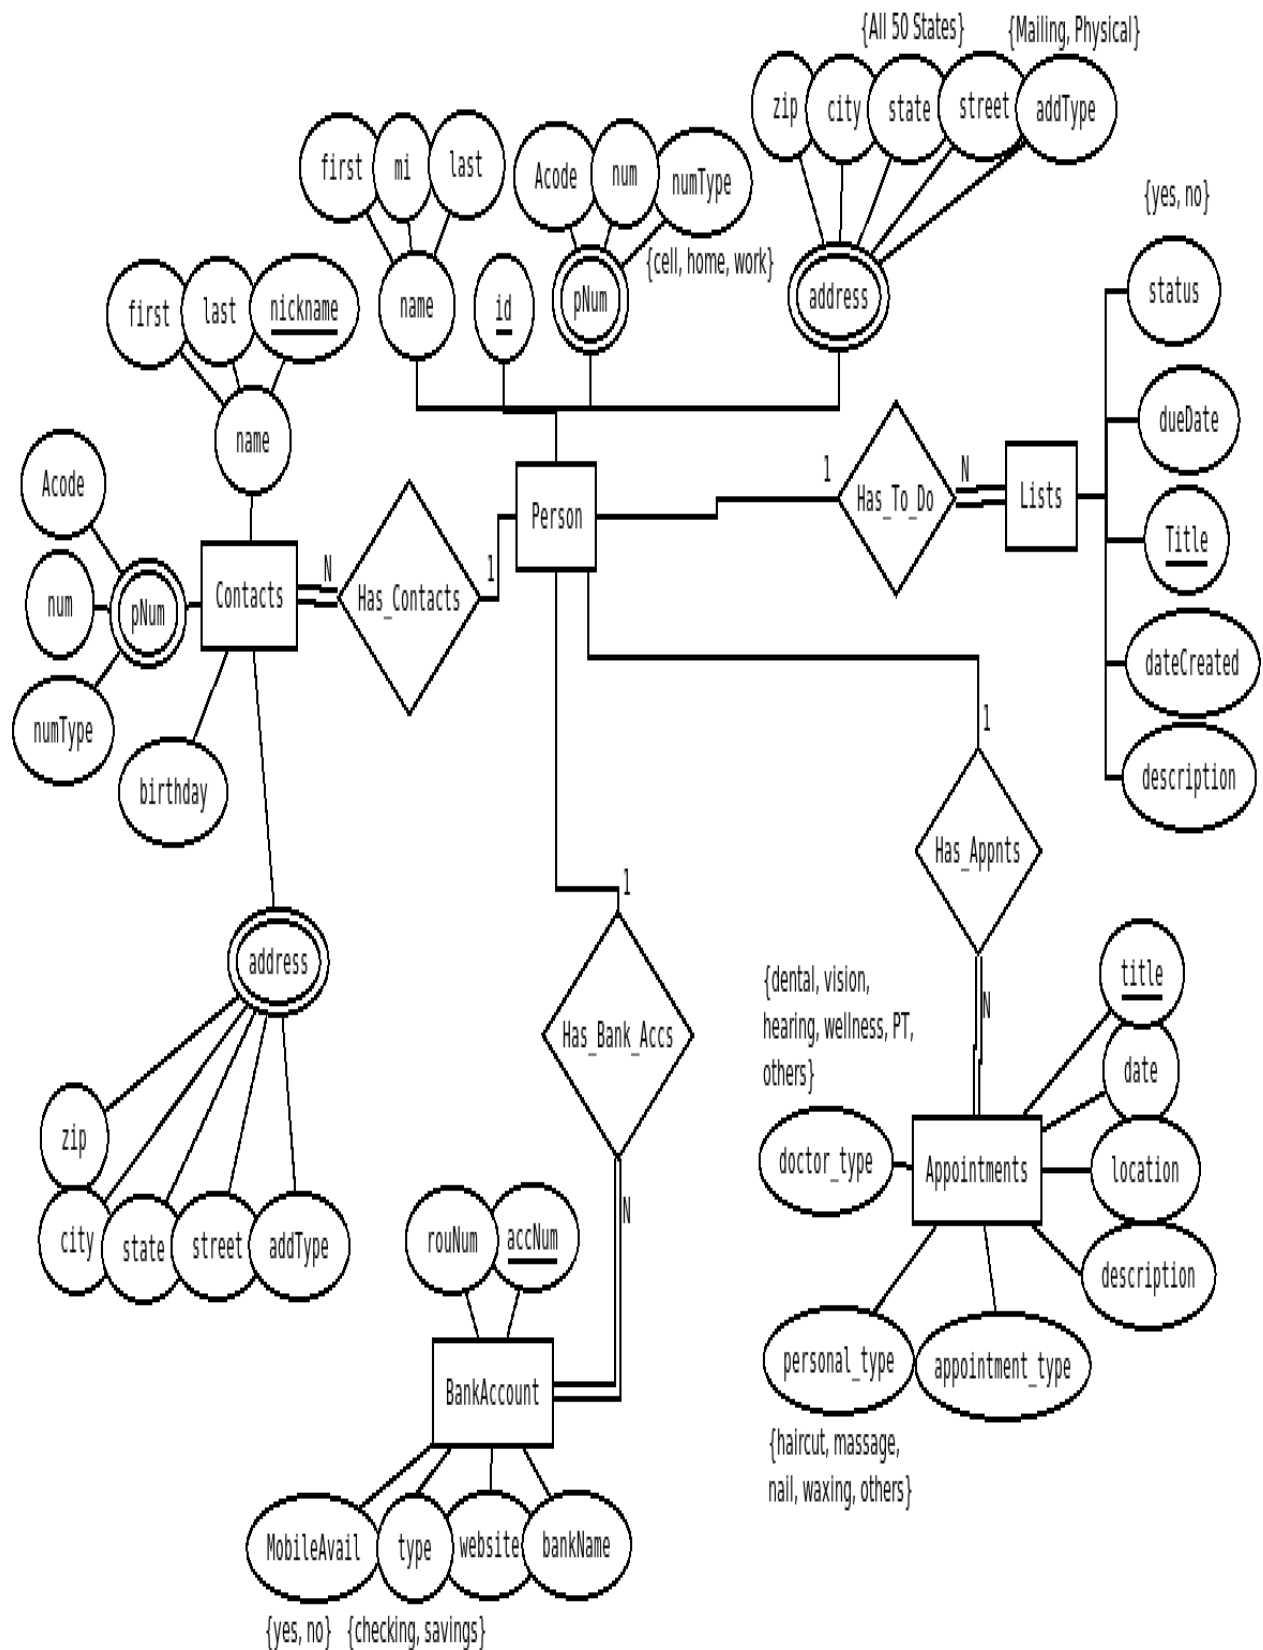 {All 50 States} {Mailing, Physical}
zip city state street addType
first mi last
Acode num numType
{yes, no}
{cell, home, work}
status
first last nickname
name id pNum address
dueDate
name
Acode
1 N
Person Has_To_Do Lists
Title
N 1
num pNum Contacts Has_Contacts
dateCreated
numType
1
birthday
description
Has_Appnts
1
address
{dental, vision,
hearing, wellness, PT,
others}
title
N
Has_Bank_Accs
date
zip
doctor_type Appointments location
N
city state street addType
rouNum accNum
description
personal_type appointment_type
BankAccount
{haircut, massage,
nail, waxing, others}
MobileAvail type website bankName
{yes, no} {checking, savings}